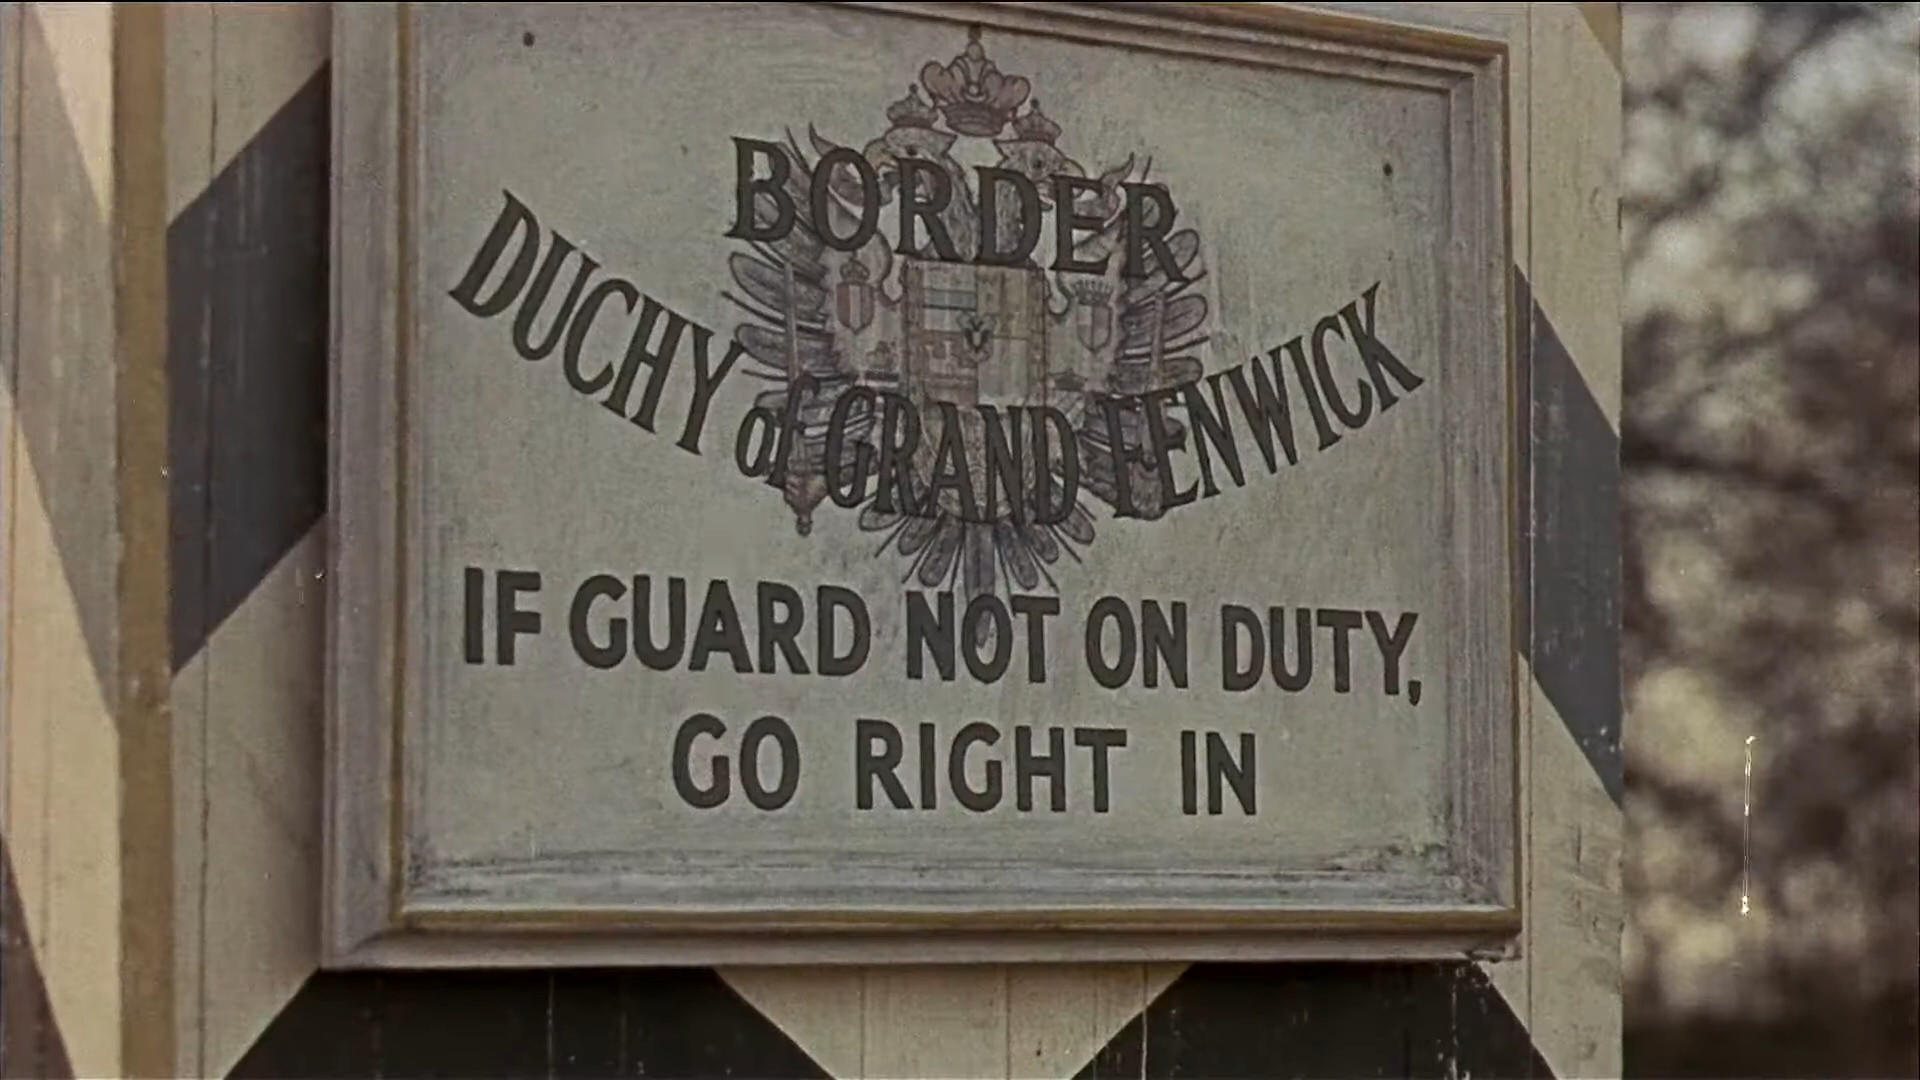 BORDER
DUCHY of GRAND FENWICK
IF GUARD NOT ON DUTY,
GO RIGHT IN